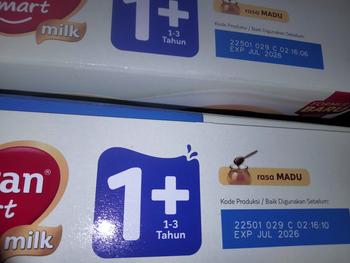 mart
milk
1+
1-3
Tahun
rasa MADU
Kode Produksi / Baik Digunakan Sebelum:
22501 029 C 02:16:06
EXP JUL 2026
an®
rt
milk
1+
1-3
Tahun
rasa MADU
Kode Produksi / Baik Digunakan Sebelum:
22501 029 C 02:16:10
EXP JUL 2026